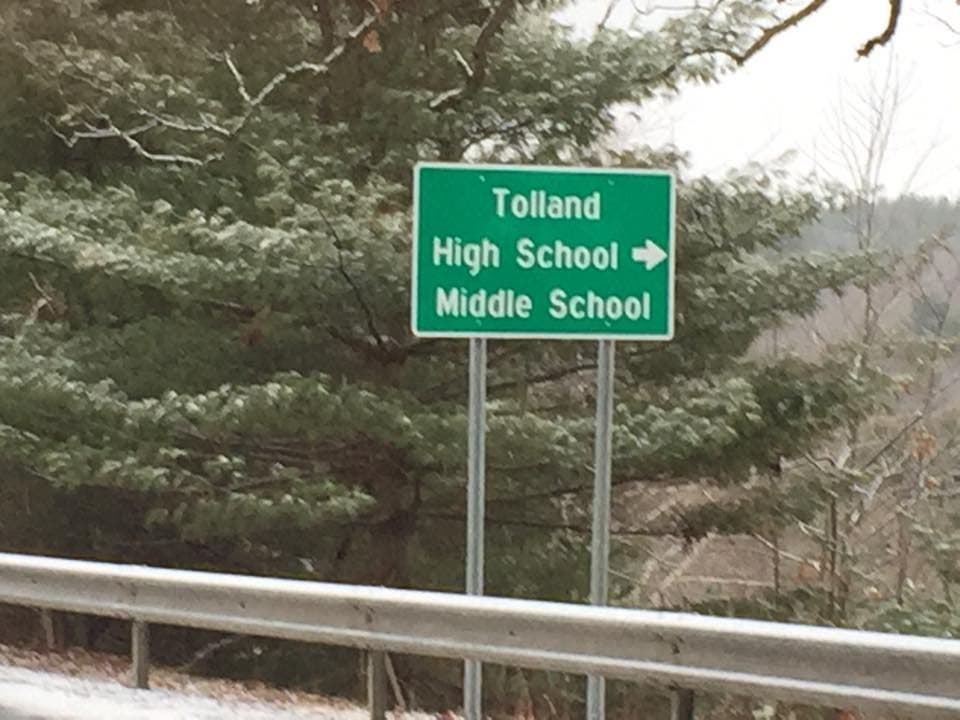 Tolland
High School →
Middle School